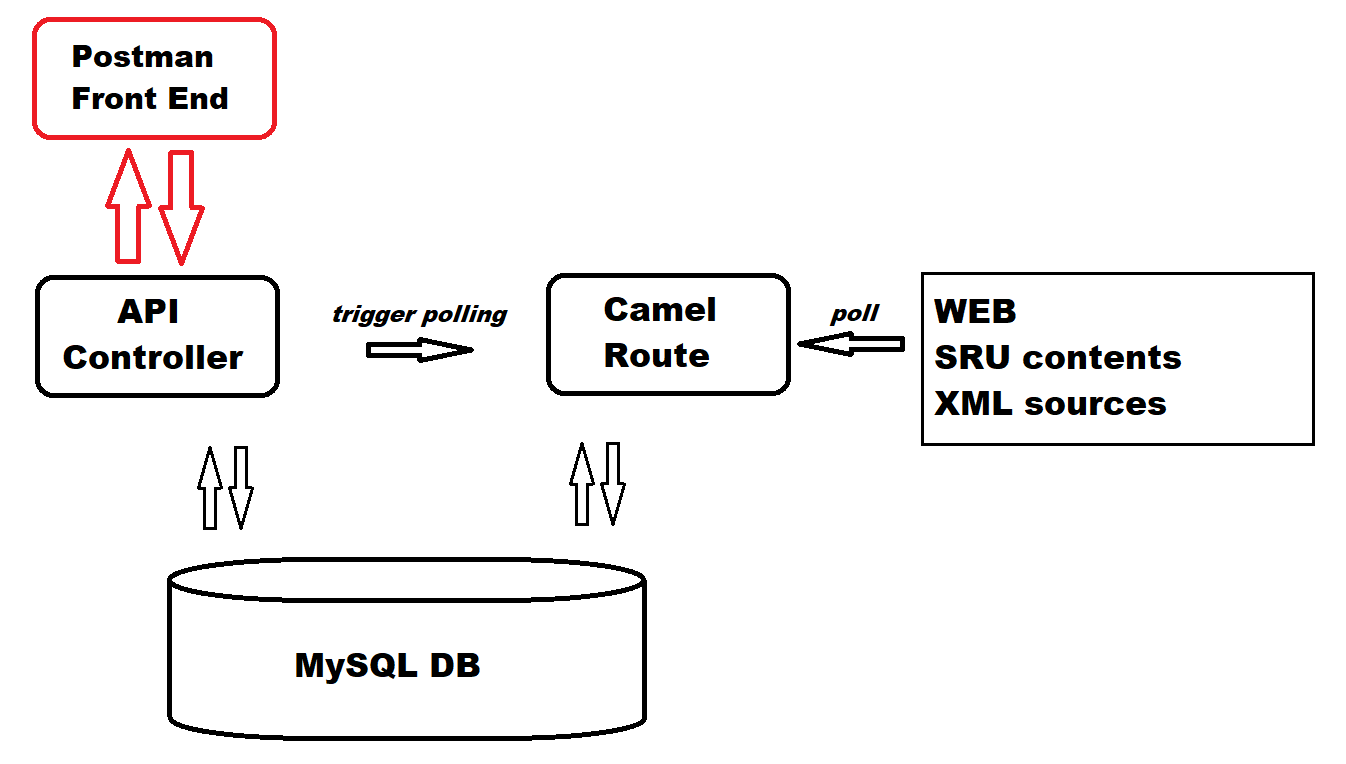 Postman
Front End
API
Controller
trigger polling
Camel
Route
poll
WEB
SRU contents
XML sources
MySQL DB